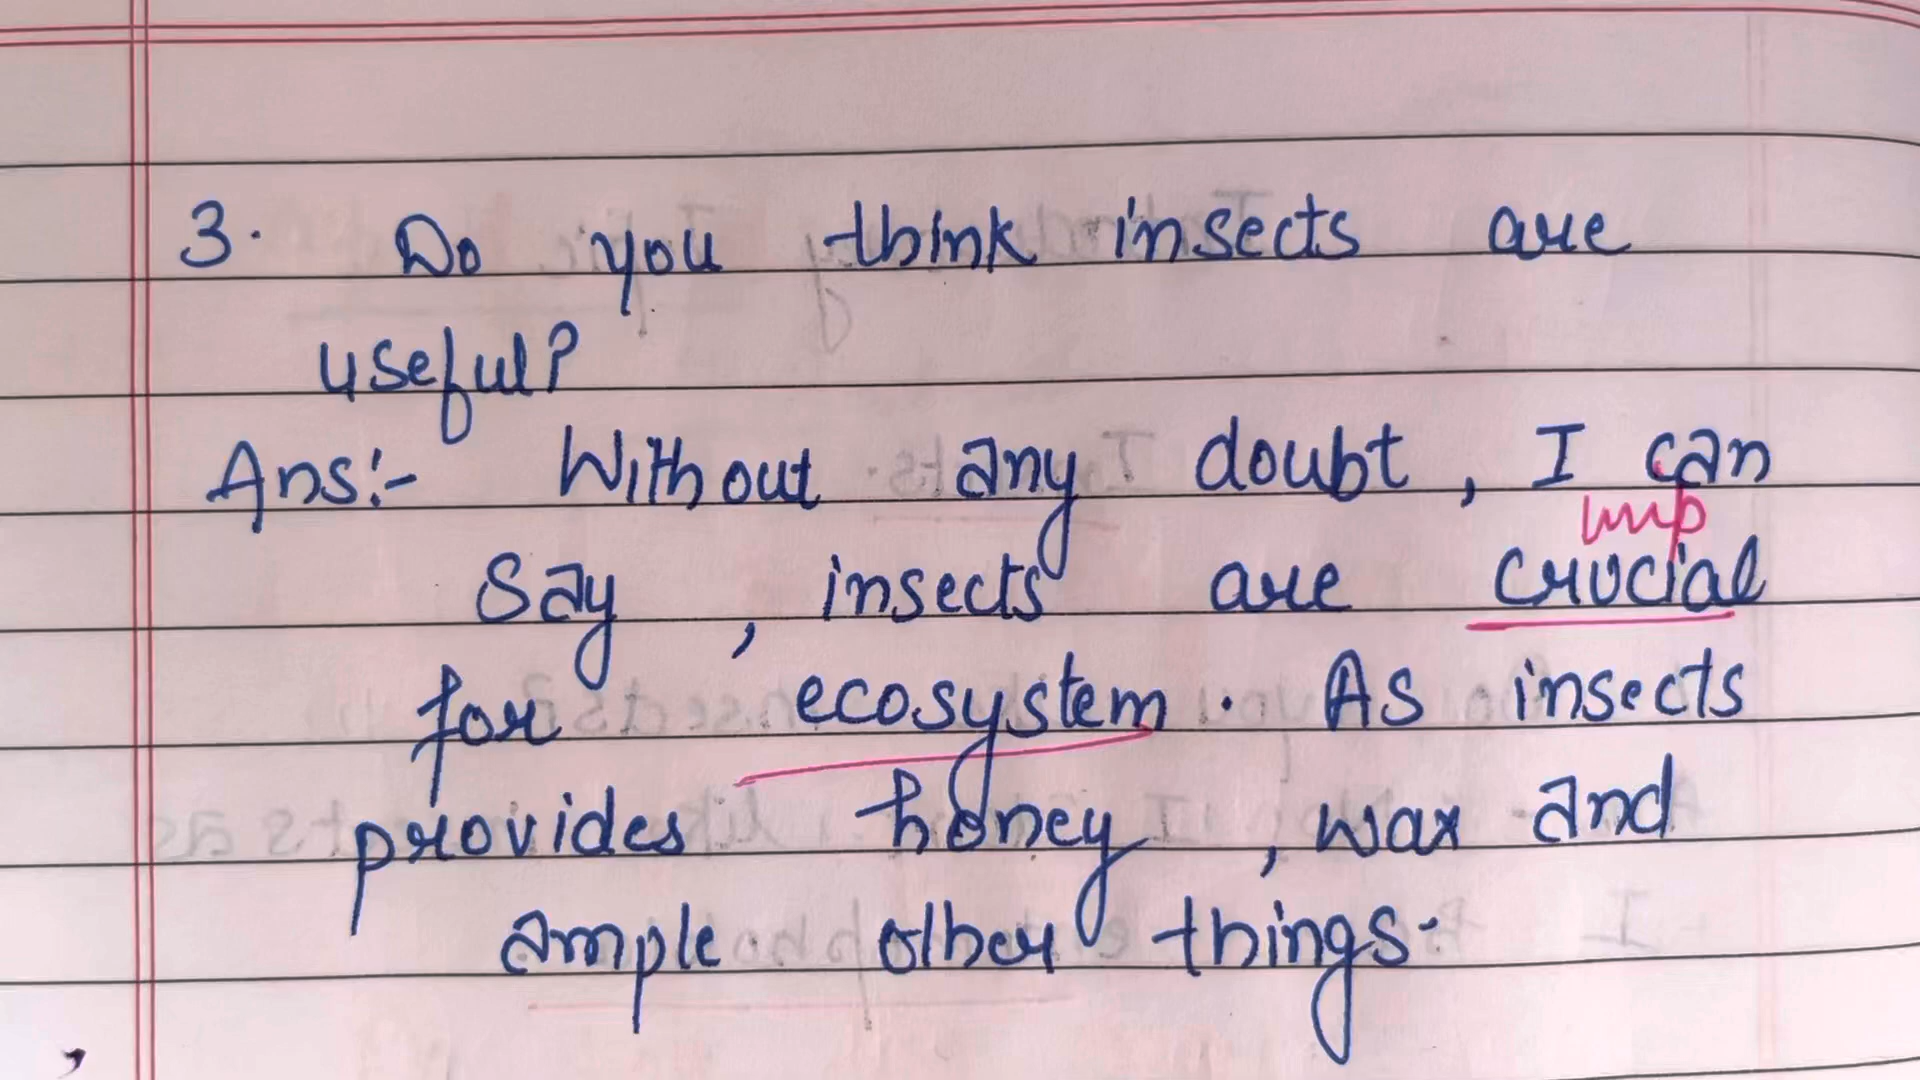 3. Do you think insects are
useful?
Ans:- Without any doubt, I can
imp
say, insects are crucial
for ecosystem. As insects
provides honey, wax and
ample other things.